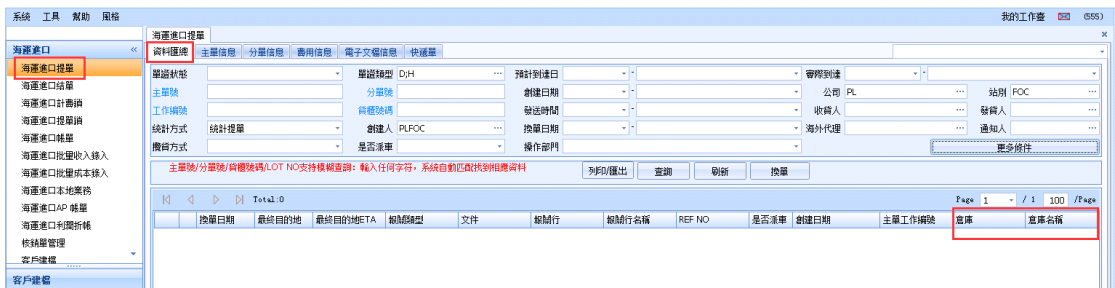 系统 工具 幫助 風格 我的工作臺 (555)
海運進口提單
海運進口
資料匯總 主單信息 分單信息 費用信息 電子文檔信息 快遞單
海運進口提單
海運進口結單
海運進口計費銷
海運進口提單銷
海運進口帳單
海運進口批量收入錄入
海運進口批量成本錄入
海運進口本地業務
海運進口AP 帳單
海運進口利潤折帳
核銷單管理
客戶建檔
客戶建檔
單證狀態 單證類型 D;H 預計到達日 - 實際到達 -
主單號 分單號 創建日期 - 公司 PL 站別 FOC
工作編號 貨櫃號碼 發送時間 - 收貨人 發貨人
統計方式 統計提單 創建人 PLFOC 換單日期 - 海外代理 通知人
攬貨方式 是否派車 操作部門 更多條件
主單號/分單號/貨櫃號碼/LOT NO支持模糊查詢：輸入任何字符，系統自動匹配找到相應資料 列印/匯出 查詢 刷新 換單
Total:0 Page 1 / 1 100 /Page
換單日期 最終目的地 最終目的地ETA 報關類型 文件 報關行 報關行名稱 REF NO 是否派車 創建日期 主單工作編號 倉庫 倉庫名稱